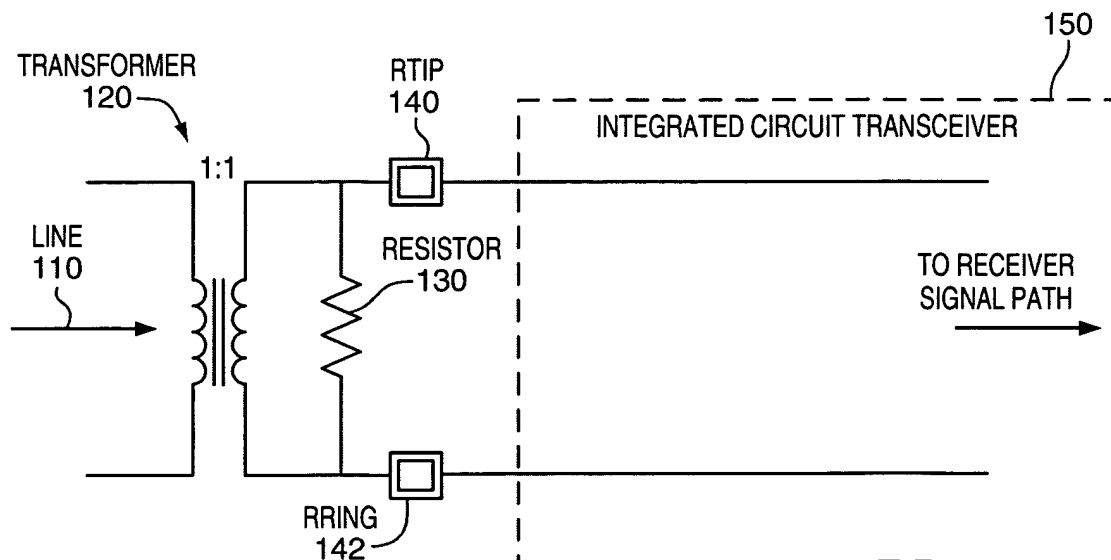 150
TRANSFORMER
120
RTIP
140
INTEGRATED CIRCUIT TRANSCEIVER
1:1
LINE
110
RESISTOR
130
TO RECEIVER
SIGNAL PATH
RRING
142